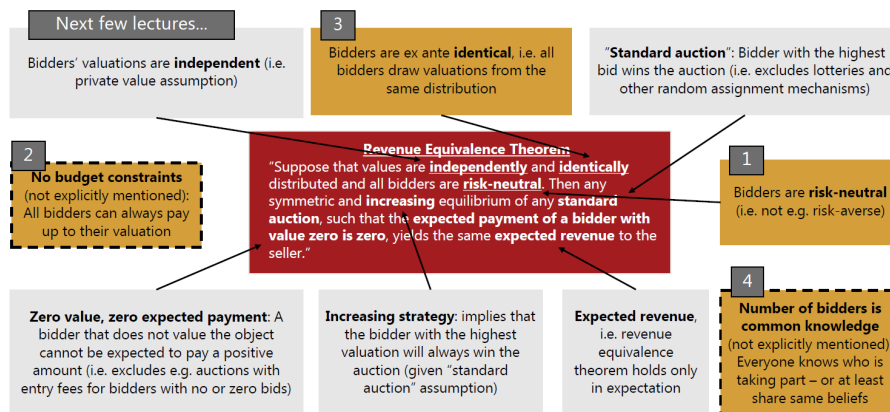 Next few lectures...
Bidders' valuations are independent (i.e.
private value assumption)
3
Bidders are ex ante identical, i.e. all
bidders draw valuations from the
same distribution
"Standard auction": Bidder with the highest
bid wins the auction (i.e. excludes lotteries and
other random assignment mechanisms)
2
No budget constraints
(not explicitly mentioned):
All bidders can always pay
up to their valuation
Revenue Equivalence Theorem
"Suppose that values are independently and identically
distributed and all bidders are risk-neutral. Then any
symmetric and increasing equilibrium of any standard
auction, such that the expected payment of a bidder with
value zero is zero, yields the same expected revenue to the
seller."
1
Bidders are risk-neutral
(i.e. not e.g. risk-averse)
Zero value, zero expected payment: A
bidder that does not value the object
cannot be expected to pay a positive
amount (i.e. excludes e.g. auctions with
entry fees for bidders with no or zero bids)
Increasing strategy: implies that
the bidder with the highest
valuation will always win the
auction (given "standard
auction" assumption)
Expected revenue,
i.e. revenue
equivalence
theorem holds only
in expectation
4
Number of bidders is
common knowledge
(not explicitly mentioned):
Everyone knows who is
taking part – or at least
share same beliefs